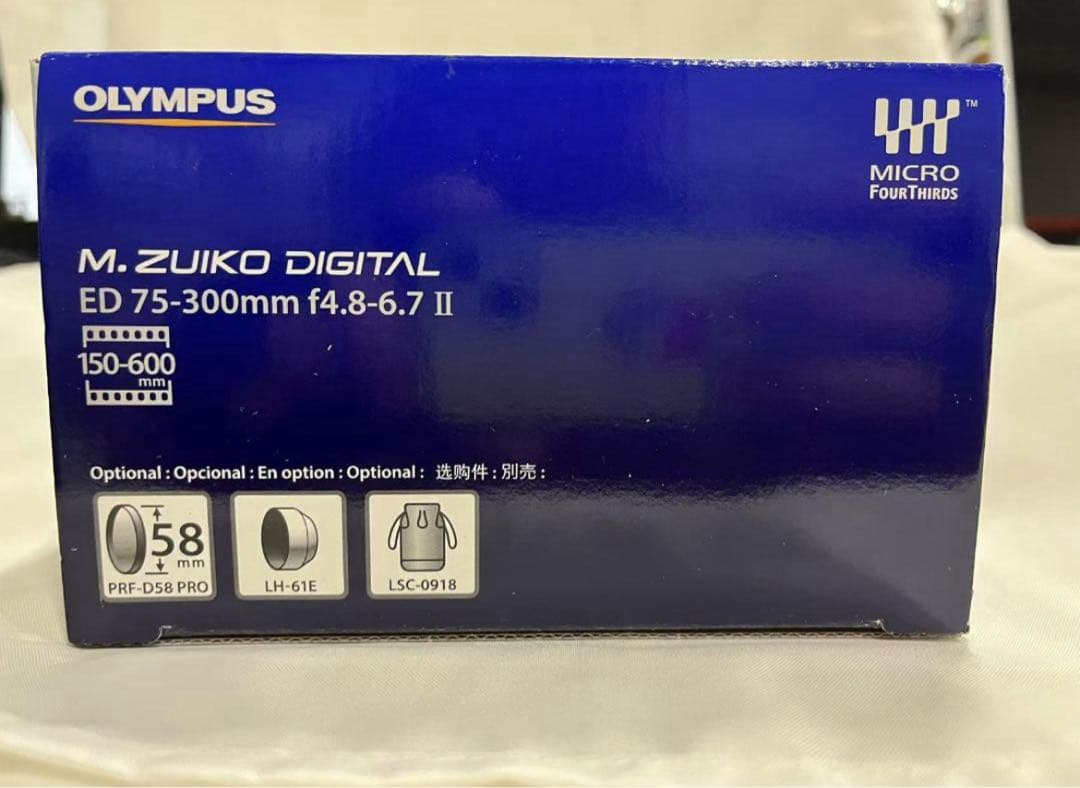 OLYMPUS
TM
MICRO
FOURTHIRDS
M. ZUIKO DIGITAL
ED 75-300mm f4.8-6.7 II
150-600
mm
Optional : Opcional : En option : Optional : 选购件 : 別売 :
58
mm
PRF-D58 PRO
LH-61E
LSC-0918